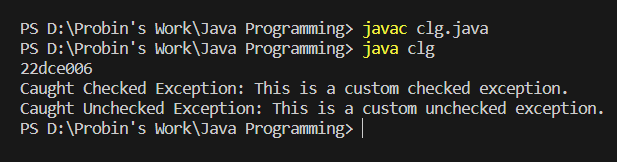 PS D:\Probin's Work\Java Programming> javac clg.java
PS D:\Probin's Work\Java Programming> java clg
22dce006
Caught Checked Exception: This is a custom checked exception.
Caught Unchecked Exception: This is a custom unchecked exception.
PS D:\Probin's Work\Java Programming>